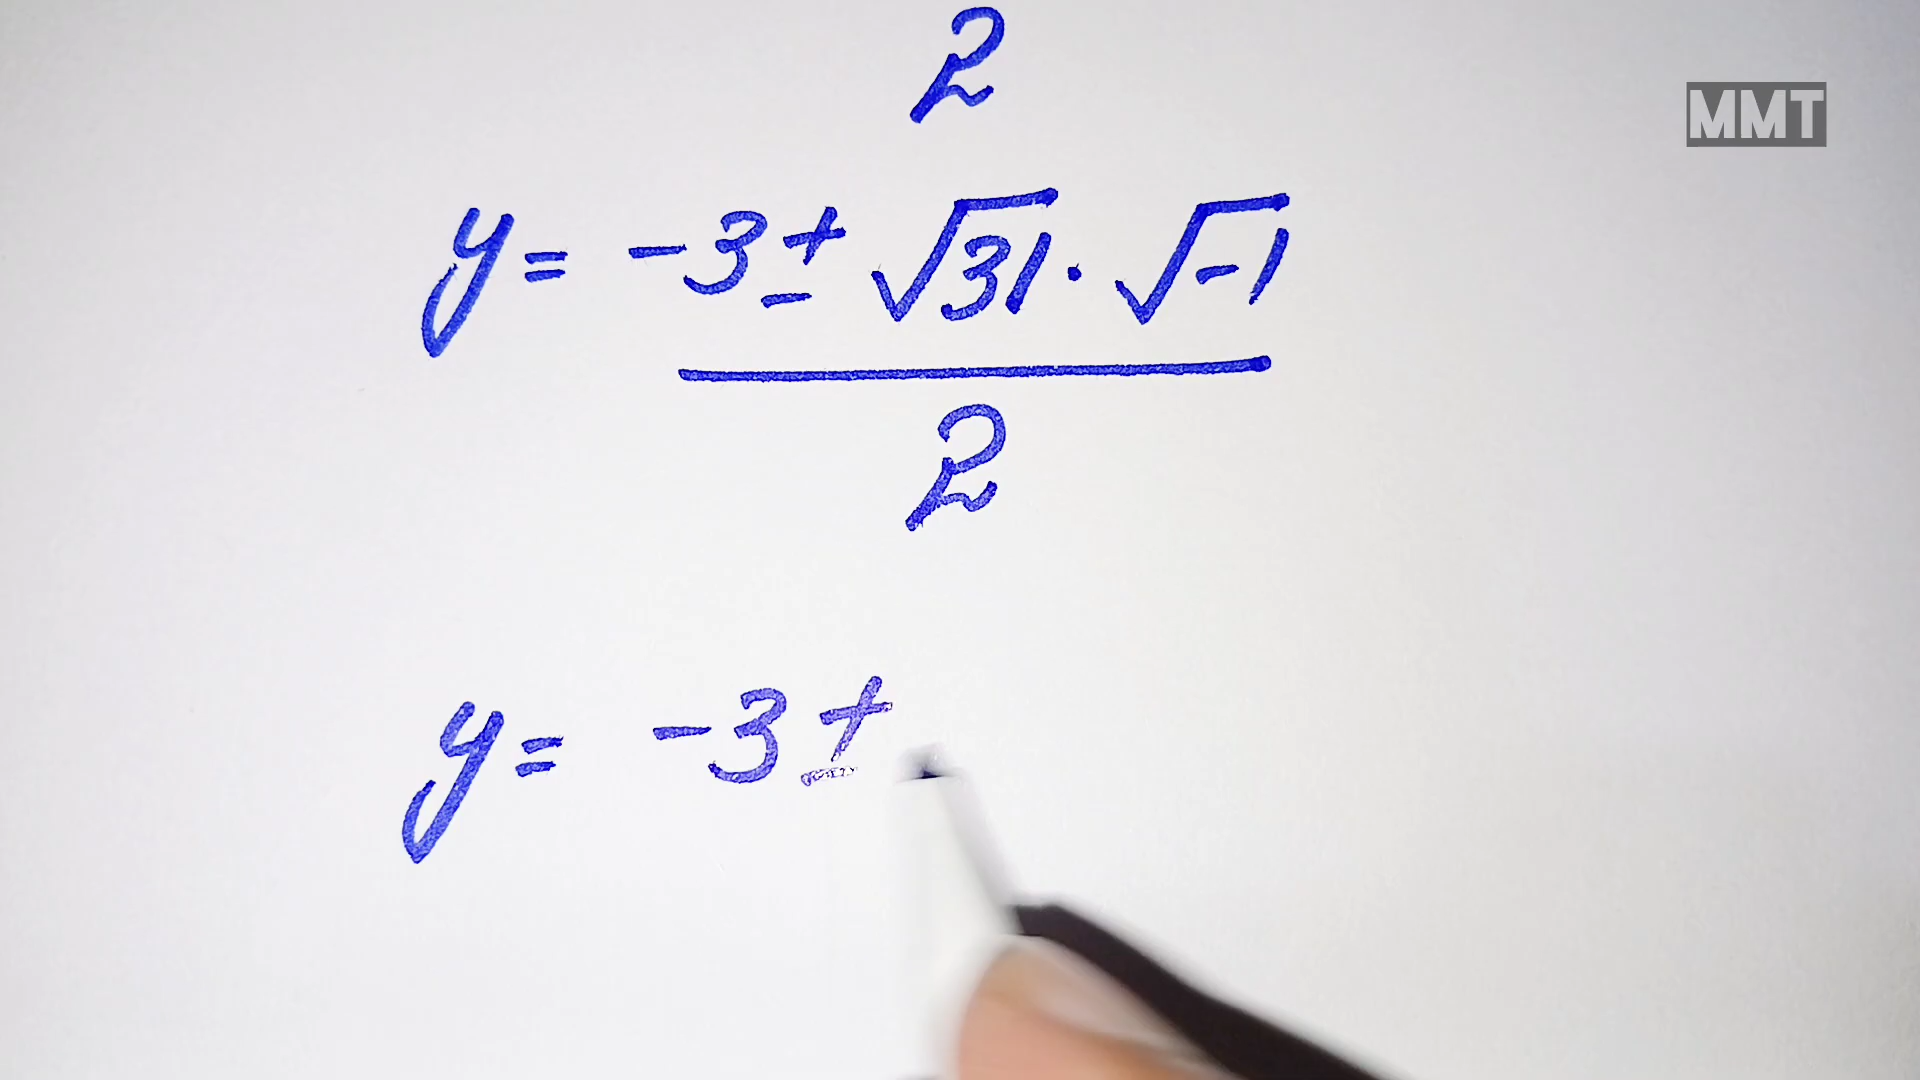 2
MMT
y = -3 ± √31 · √-1
2
y = -3 ±